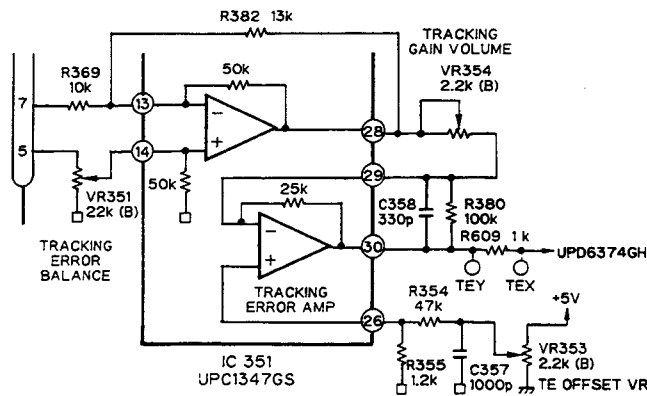 R382 13k
TRACKING
GAIN VOLUME
VR354
2.2k (B)
R369
10k
50k
7
13
28
5
14
VR351
22k (B)
50k
29
25k
C358
330p
R380
100k
R609 1k
TRACKING
ERROR
BALANCE
30
UPD6374GH
TEY
TEX
TRACKING
ERROR AMP
R354
47k
+5V
26
IC 351
UPC1347GS
R355
1.2k
C357
1000p
VR353
2.2k (B)
TE OFFSET VR